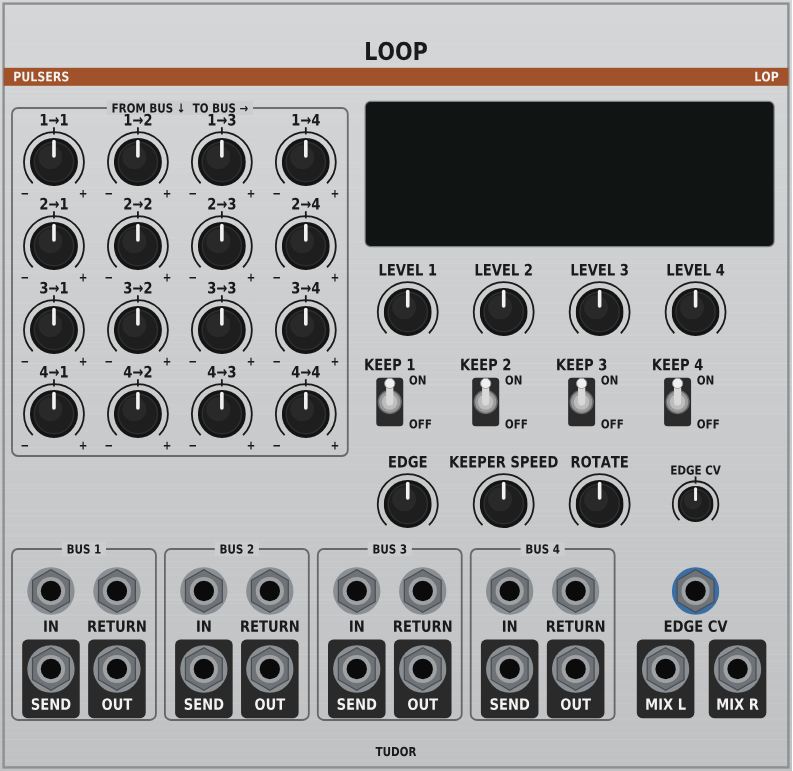 LOOP
PULSERS LOP
FROM BUS ↓ TO BUS →
1→1 1→2 1→3 1→4
− + − + − + − +
2→1 2→2 2→3 2→4
− + − + − + − +
3→1 3→2 3→3 3→4
− + − + − + − +
4→1 4→2 4→3 4→4
− + − + − + − +
LEVEL 1 LEVEL 2 LEVEL 3 LEVEL 4
KEEP 1 KEEP 2 KEEP 3 KEEP 4
ON ON ON ON
OFF OFF OFF OFF
EDGE KEEPER SPEED ROTATE EDGE CV
BUS 1 BUS 2 BUS 3 BUS 4
IN RETURN IN RETURN IN RETURN IN RETURN EDGE CV
SEND OUT SEND OUT SEND OUT SEND OUT MIX L MIX R
TUDOR